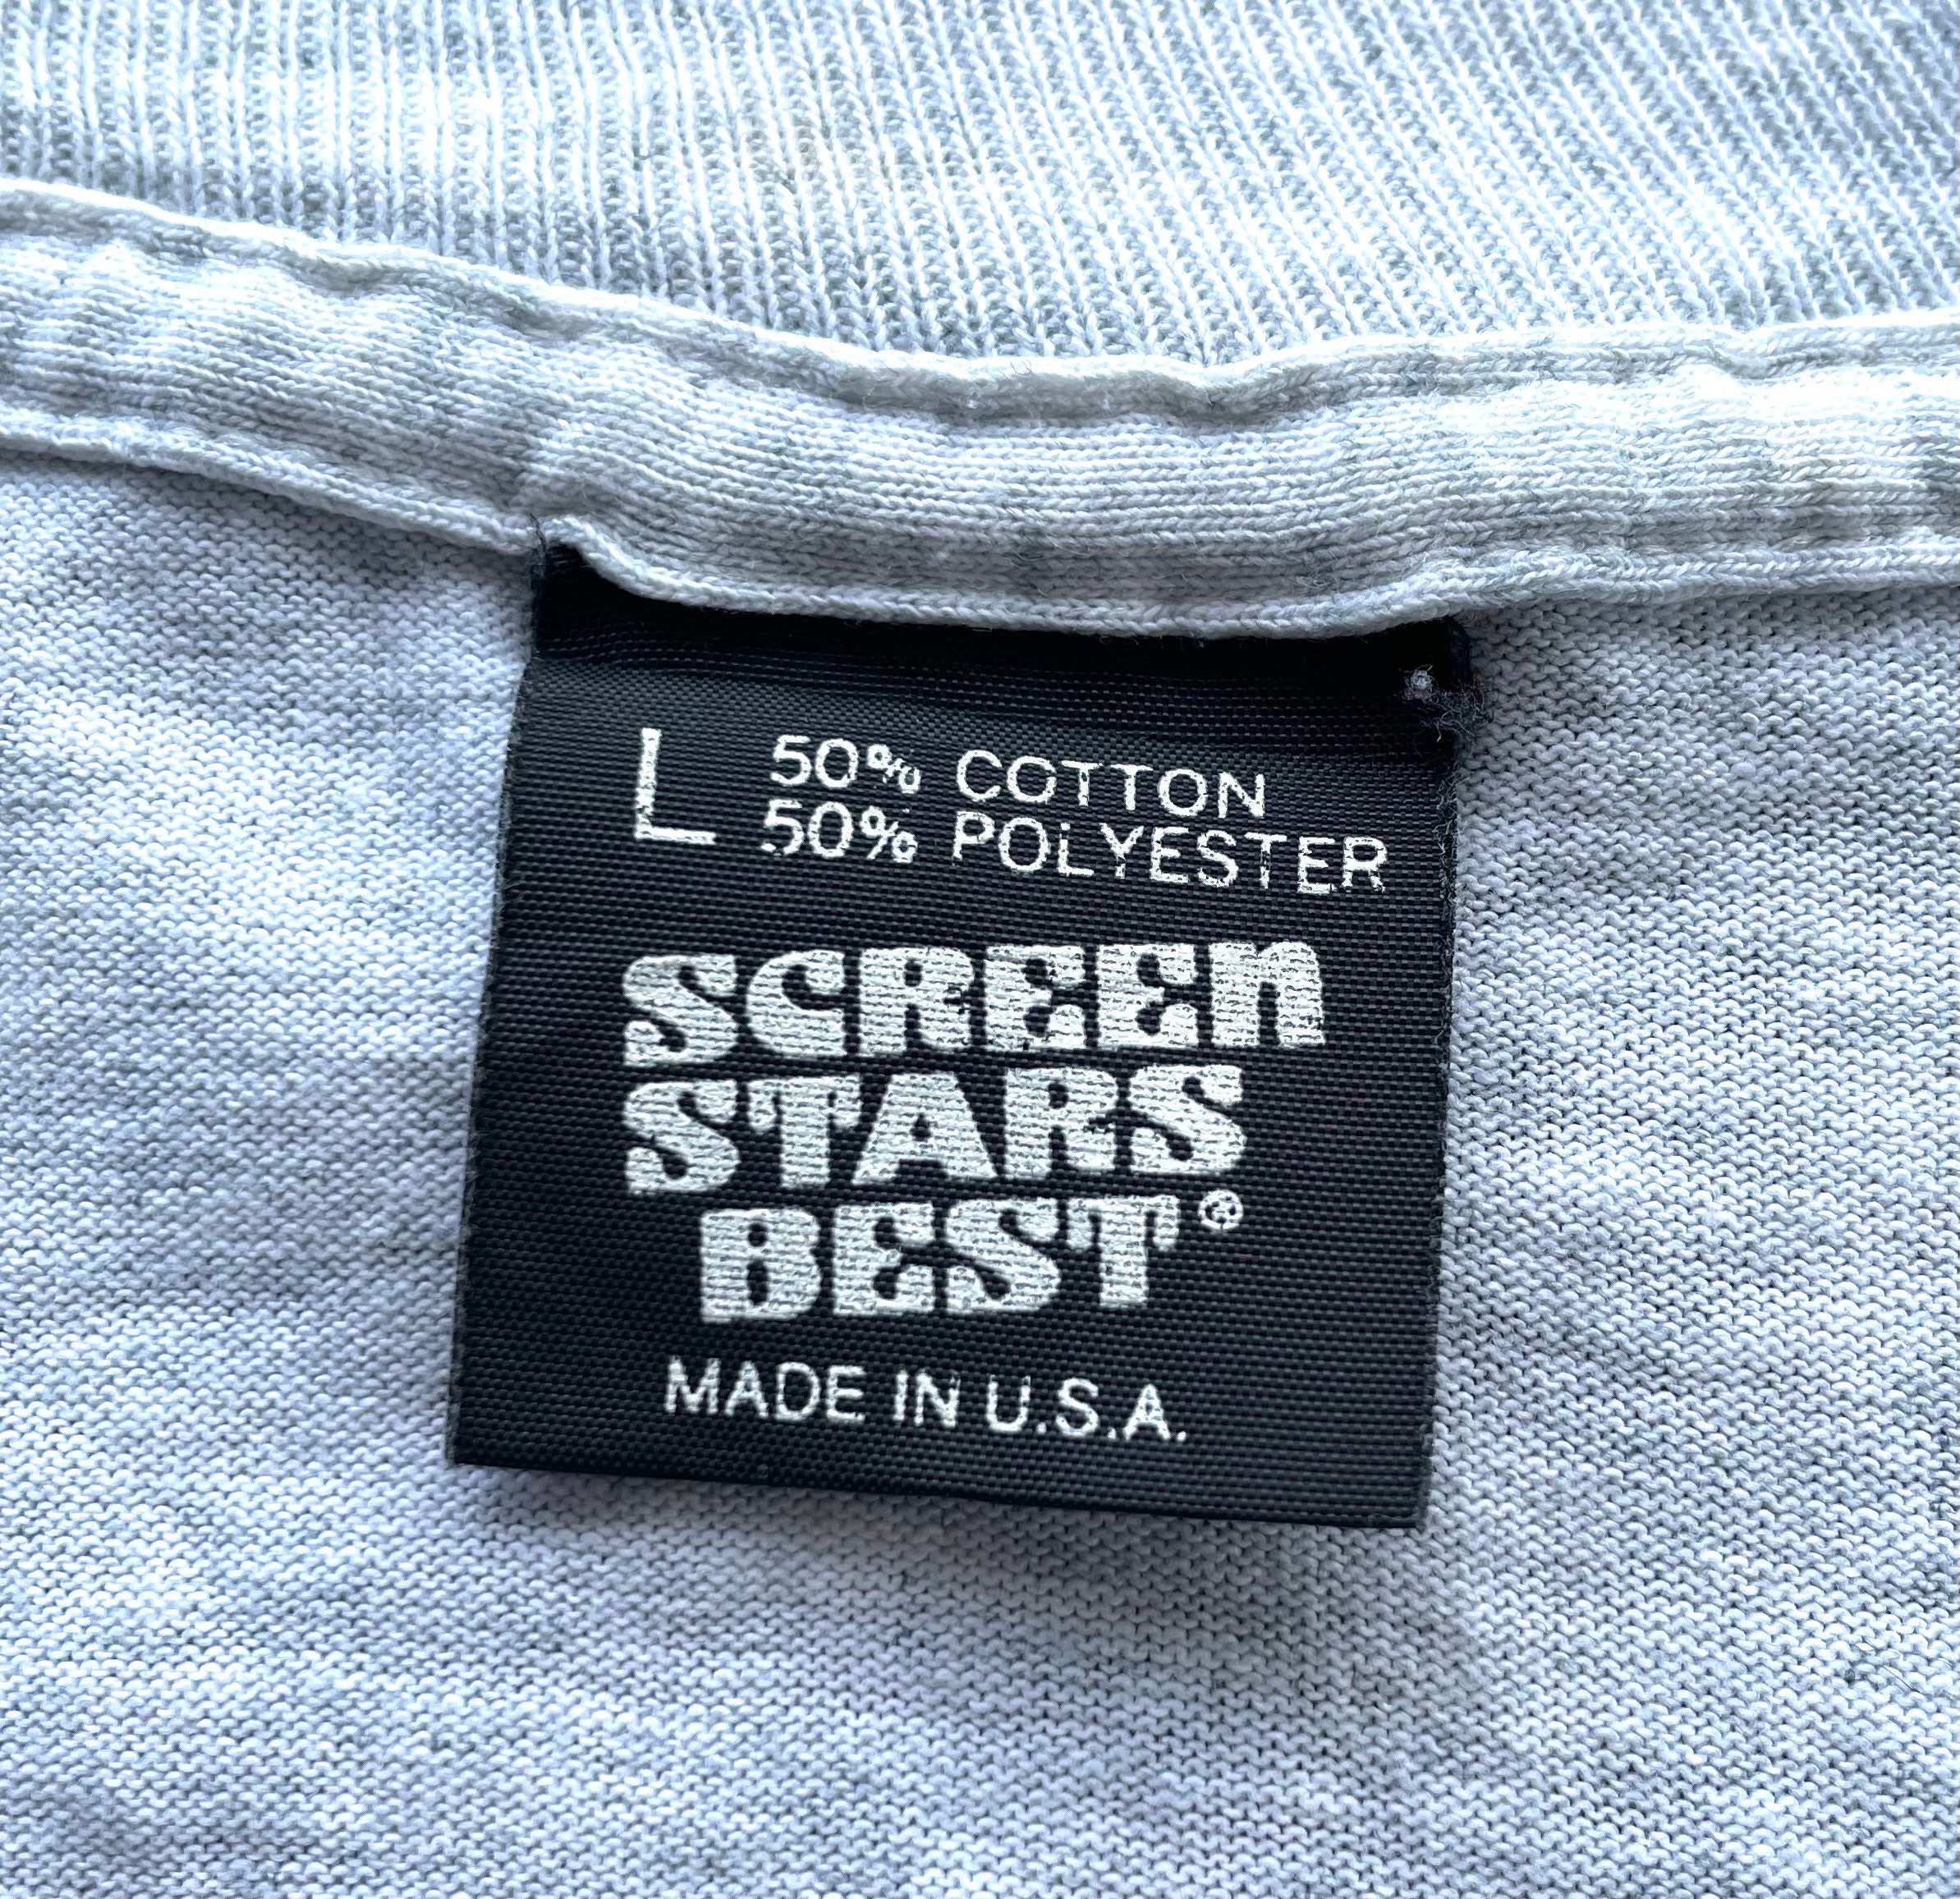 L 50% COTTON
50% POLYESTER
SCREEN
STARS
BEST®
MADE IN U.S.A.